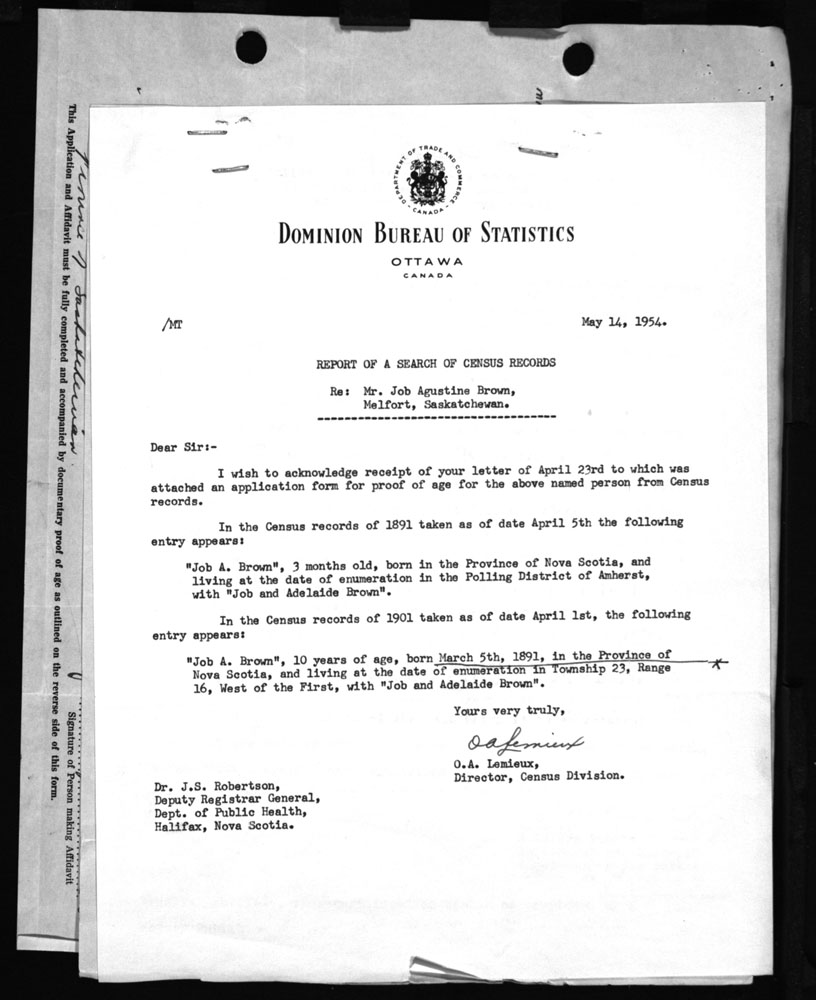 DEPARTMENT OF TRADE AND COMMERCE
- CANADA -
DOMINION BUREAU OF STATISTICS
OTTAWA
CANADA
/MT
May 14, 1954.
REPORT OF A SEARCH OF CENSUS RECORDS
Re: Mr. Job Agustine Brown,
Melfort, Saskatchewan.
Dear Sir:-
I wish to acknowledge receipt of your letter of April 23rd to which was
attached an application form for proof of age for the above named person from Census
records.
In the Census records of 1891 taken as of date April 5th the following
entry appears:
"Job A. Brown", 3 months old, born in the Province of Nova Scotia, and
living at the date of enumeration in the Polling District of Amherst,
with "Job and Adelaide Brown".
In the Census records of 1901 taken as of date April 1st, the following
entry appears:
"Job A. Brown", 10 years of age, born March 5th, 1891, in the Province of
Nova Scotia, and living at the date of enumeration in Township 23, Range
16, West of the First, with "Job and Adelaide Brown".
Yours very truly,
O A Lemieux
O.A. Lemieux,
Director, Census Division.
Dr. J.S. Robertson,
Deputy Registrar General,
Dept. of Public Health,
Halifax, Nova Scotia.
Province of Saskatchewan
Signature of Person making Affidavit
This Application and Affidavit must be fully completed and accompanied by documentary proof of age as outlined on the reverse side of this form.